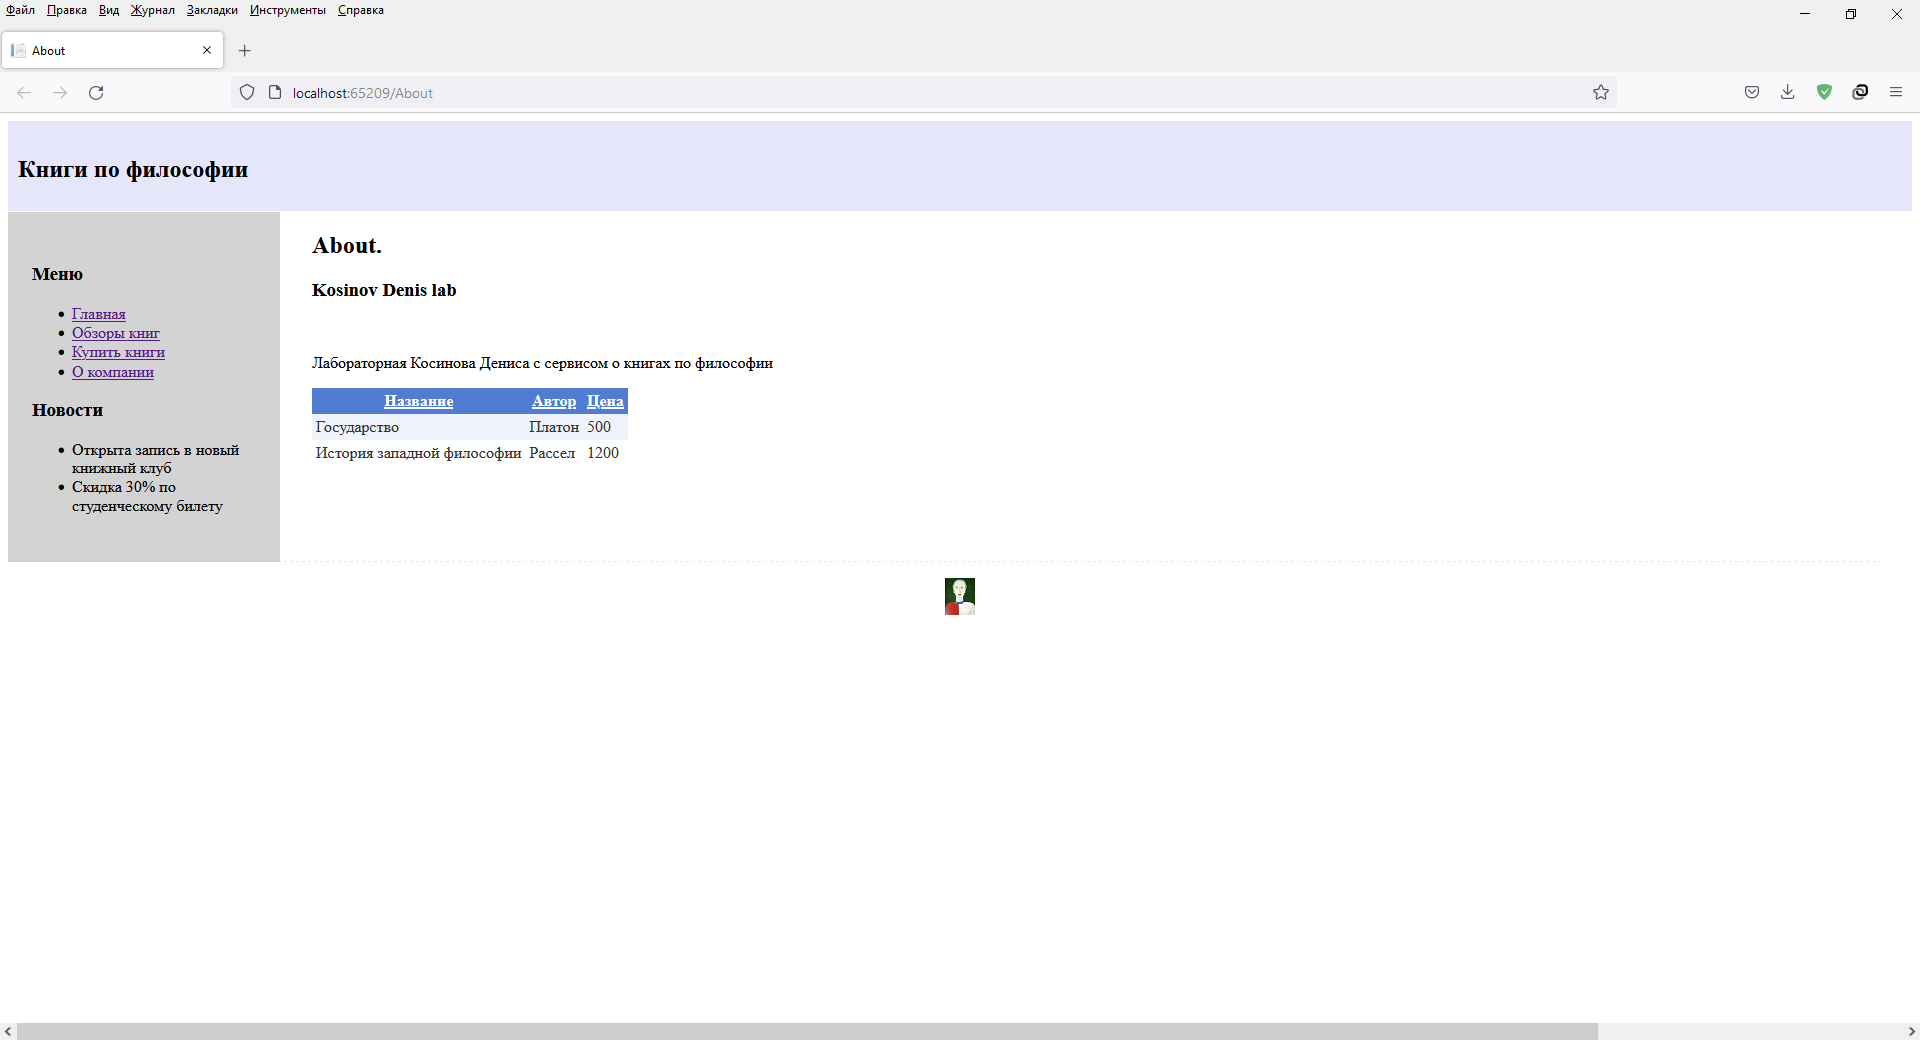 Файл Правка Вид Журнал Закладки Инструменты Справка
About
localhost:65209/About
Книги по философии
Меню
Главная
Обзоры книг
Купить книги
О компании
Новости
Открыта запись в новый
книжный клуб
Скидка 30% по
студенческому билету
About.
Kosinov Denis lab
Лабораторная Косинова Дениса с сервисом о книгах по философии
Название Автор Цена
Государство Платон 500
История западной философии Рассел 1200